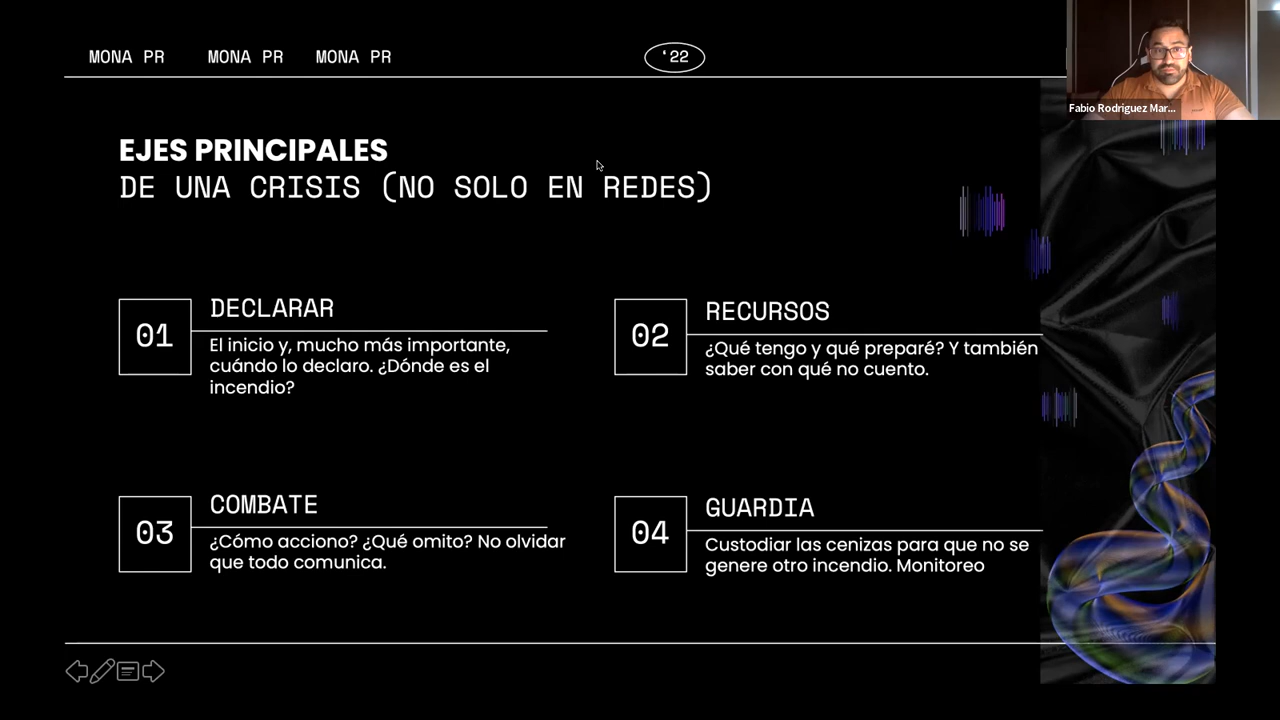 MONA PR MONA PR MONA PR ‘22
Fabio Rodriguez Mar...
EJES PRINCIPALES
DE UNA CRISIS (NO SOLO EN REDES)
01
DECLARAR
El inicio y, mucho más importante,
cuándo lo declaro. ¿Dónde es el
incendio?
02
RECURSOS
¿Qué tengo y qué preparé? Y también
saber con qué no cuento.
03
COMBATE
¿Cómo acciono? ¿Qué omito? No olvidar
que todo comunica.
04
GUARDIA
Custodiar las cenizas para que no se
genere otro incendio. Monitoreo